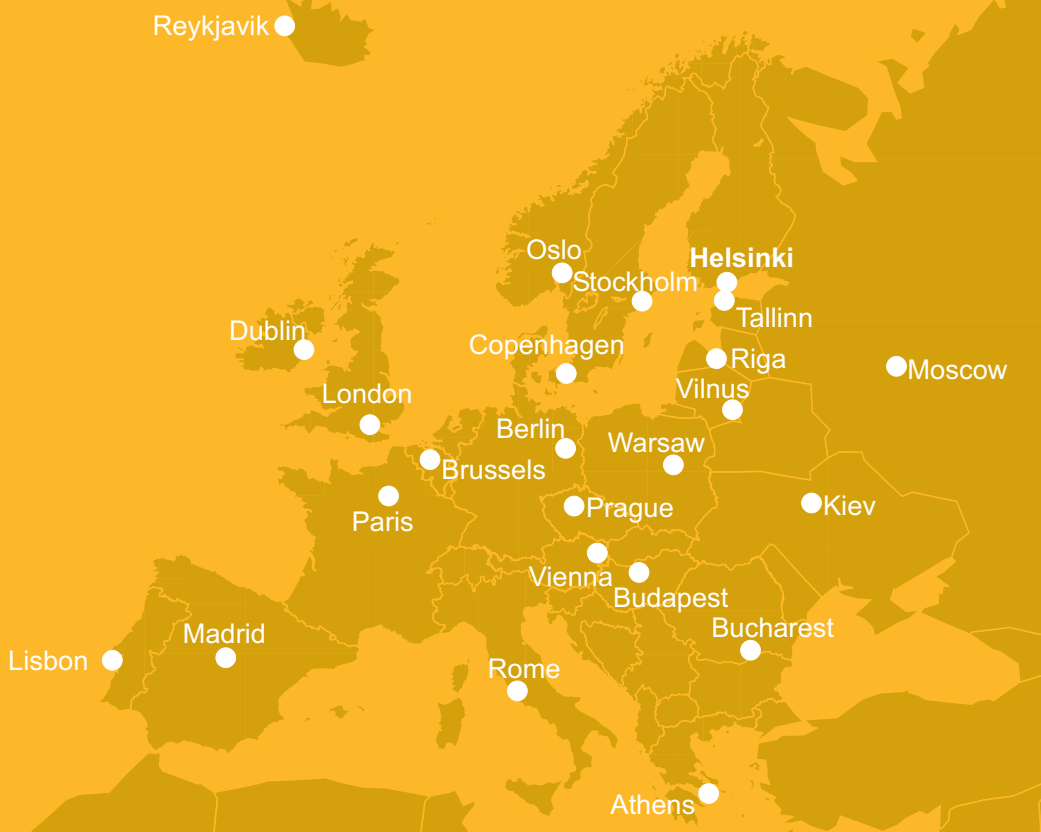 Reykjavik
Oslo
Helsinki
Stockholm
Tallinn
Dublin
Copenhagen
Riga
Moscow
Vilnus
London
Berlin
Warsaw
Brussels
Kiev
Prague
Paris
Vienna
Budapest
Bucharest
Madrid
Lisbon
Rome
Athens